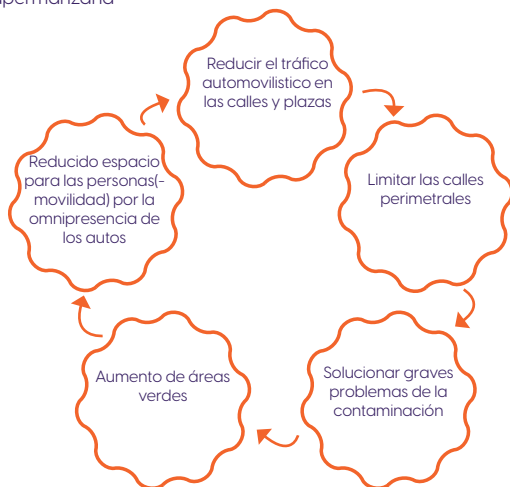 Reducir el tráfico
automovilistico en
las calles y plazas
Limitar las calles
perimetrales
Solucionar graves
problemas de la
contaminación
Aumento de áreas
verdes
Reducido espacio
para las personas(-
movilidad) por la
omnipresencia de
los autos